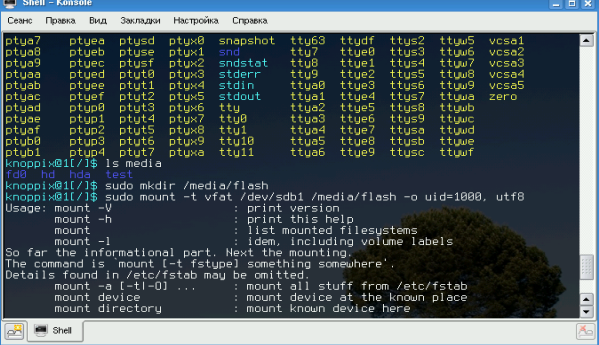 Shell - Konsole
Сеанс Правка Вид Закладки Настройка Справка
ptya7 ptyea ptysd ptyx0 snapshot tty63 ttydf ttys2 ttyw5 vcsa1
ptya8 ptyeb ptyse ptyx1 snd tty7 ttye0 ttys3 ttyw6 vcsa2
ptya9 ptyec ptysf ptyx2 sndstat tty8 ttye1 ttys4 ttyw7 vcsa3
ptyaa ptyed ptyt0 ptyx3 stderr tty9 ttye2 ttys5 ttyw8 vcsa4
ptyab ptyee ptyt1 ptyx4 stdin ttya0 ttye3 ttys6 ttyw9 vcsa5
ptyac ptyef ptyt2 ptyx5 stdout ttya1 ttye4 ttys7 ttywa zero
ptyad ptyp0 ptyt3 ptyx6 tty ttya2 ttye5 ttys8 ttywb
ptyae ptyp1 ptyt4 ptyx7 tty0 ttya3 ttye6 ttys9 ttywc
ptyaf ptyp2 ptyt5 ptyx8 tty1 ttya4 ttye7 ttysa ttywd
ptyb0 ptyp3 ptyt6 ptyx9 tty10 ttya5 ttye8 ttysb ttywe
ptyb1 ptyp4 ptyt7 ptyxa tty11 ttya6 ttye9 ttysc ttywf
knoppix@1[/]$ ls media
fd0 hd hda test
knoppix@1[/]$ sudo mkdir /media/flash
knoppix@1[/]$ sudo mount -t vfat /dev/sdb1 /media/flash -o uid=1000, utf8
Usage: mount -V : print version
mount -h : print this help
mount : list mounted filesystems
mount -l : idem, including volume labels
So far the informational part. Next the mounting.
The command is `mount [-t fstype] something somewhere'.
Details found in /etc/fstab may be omitted.
mount -a [-t|-O] ... : mount all stuff from /etc/fstab
mount device : mount device at the known place
mount directory : mount known device here
Shell